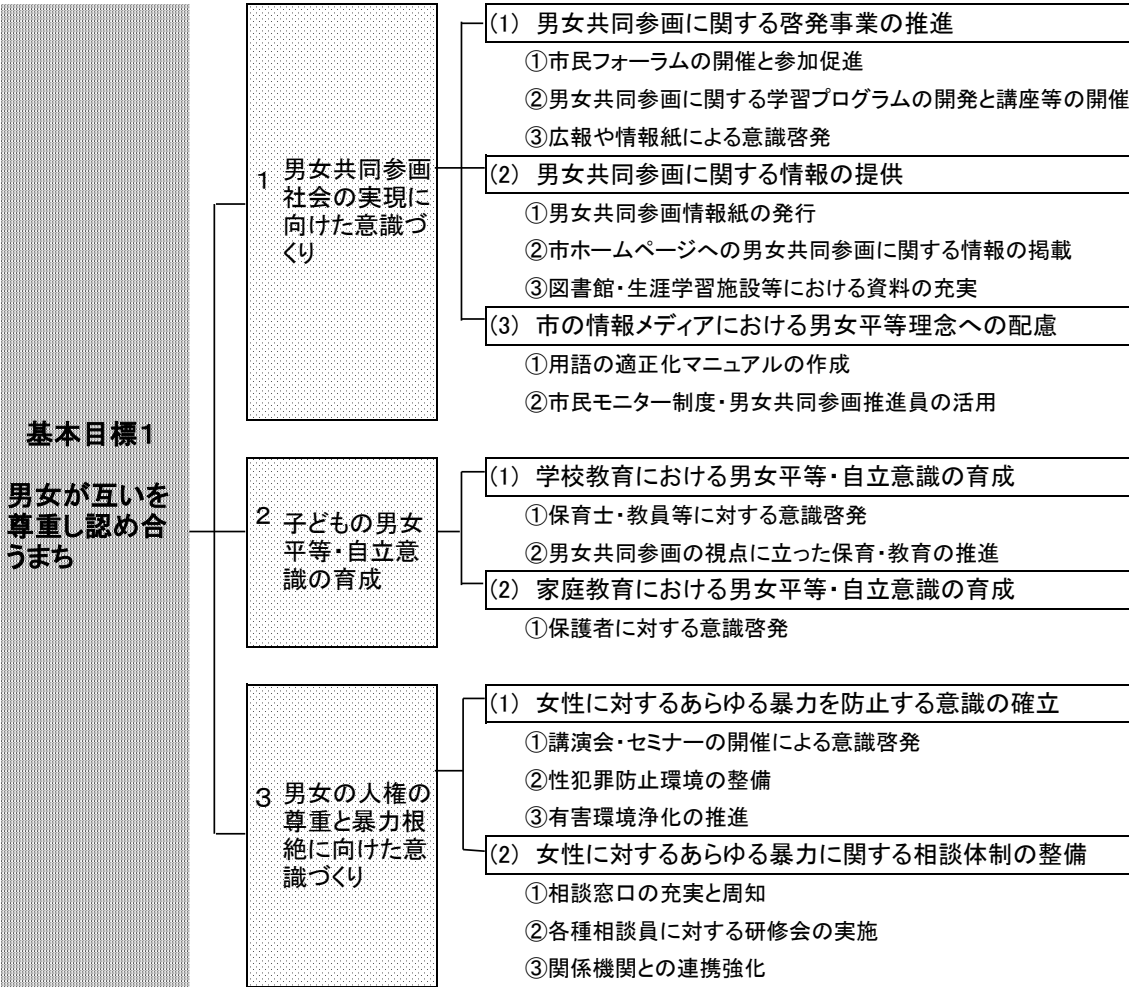 基本目標1
男女が互いを
尊重し認め合
うまち
1 男女共同参画
社会の実現に
向けた意識づ
くり
(1) 男女共同参画に関する啓発事業の推進
①市民フォーラムの開催と参加促進
②男女共同参画に関する学習プログラムの開発と講座等の開催
③広報や情報紙による意識啓発
(2) 男女共同参画に関する情報の提供
①男女共同参画情報紙の発行
②市ホームページへの男女共同参画に関する情報の掲載
③図書館・生涯学習施設等における資料の充実
(3) 市の情報メディアにおける男女平等理念への配慮
①用語の適正化マニュアルの作成
②市民モニター制度・男女共同参画推進員の活用
2 子どもの男女
平等・自立意
識の育成
(1) 学校教育における男女平等・自立意識の育成
①保育士・教員等に対する意識啓発
②男女共同参画の視点に立った保育・教育の推進
(2) 家庭教育における男女平等・自立意識の育成
①保護者に対する意識啓発
3 男女の人権の
尊重と暴力根
絶に向けた意
識づくり
(1) 女性に対するあらゆる暴力を防止する意識の確立
①講演会・セミナーの開催による意識啓発
②性犯罪防止環境の整備
③有害環境浄化の推進
(2) 女性に対するあらゆる暴力に関する相談体制の整備
①相談窓口の充実と周知
②各種相談員に対する研修会の実施
③関係機関との連携強化